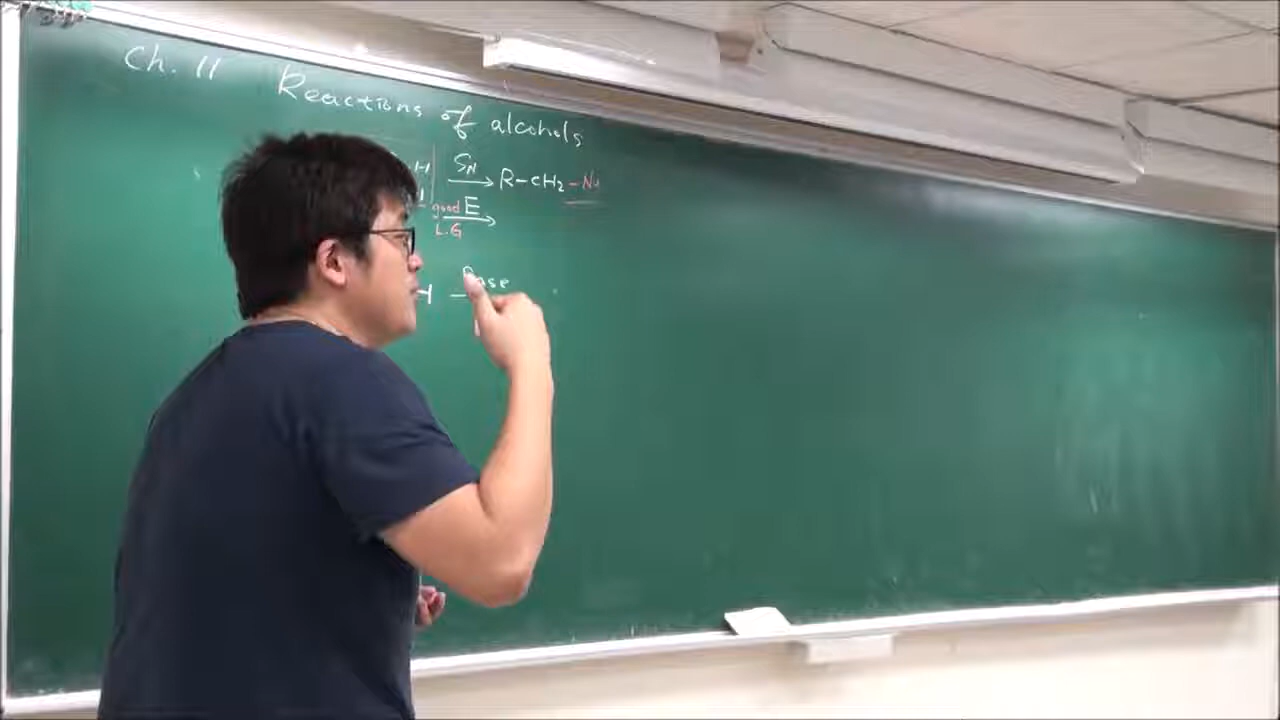 Ch. 11 Reactions of alcohols
H SN R-CH2-Nu
good E
L.G
H Base